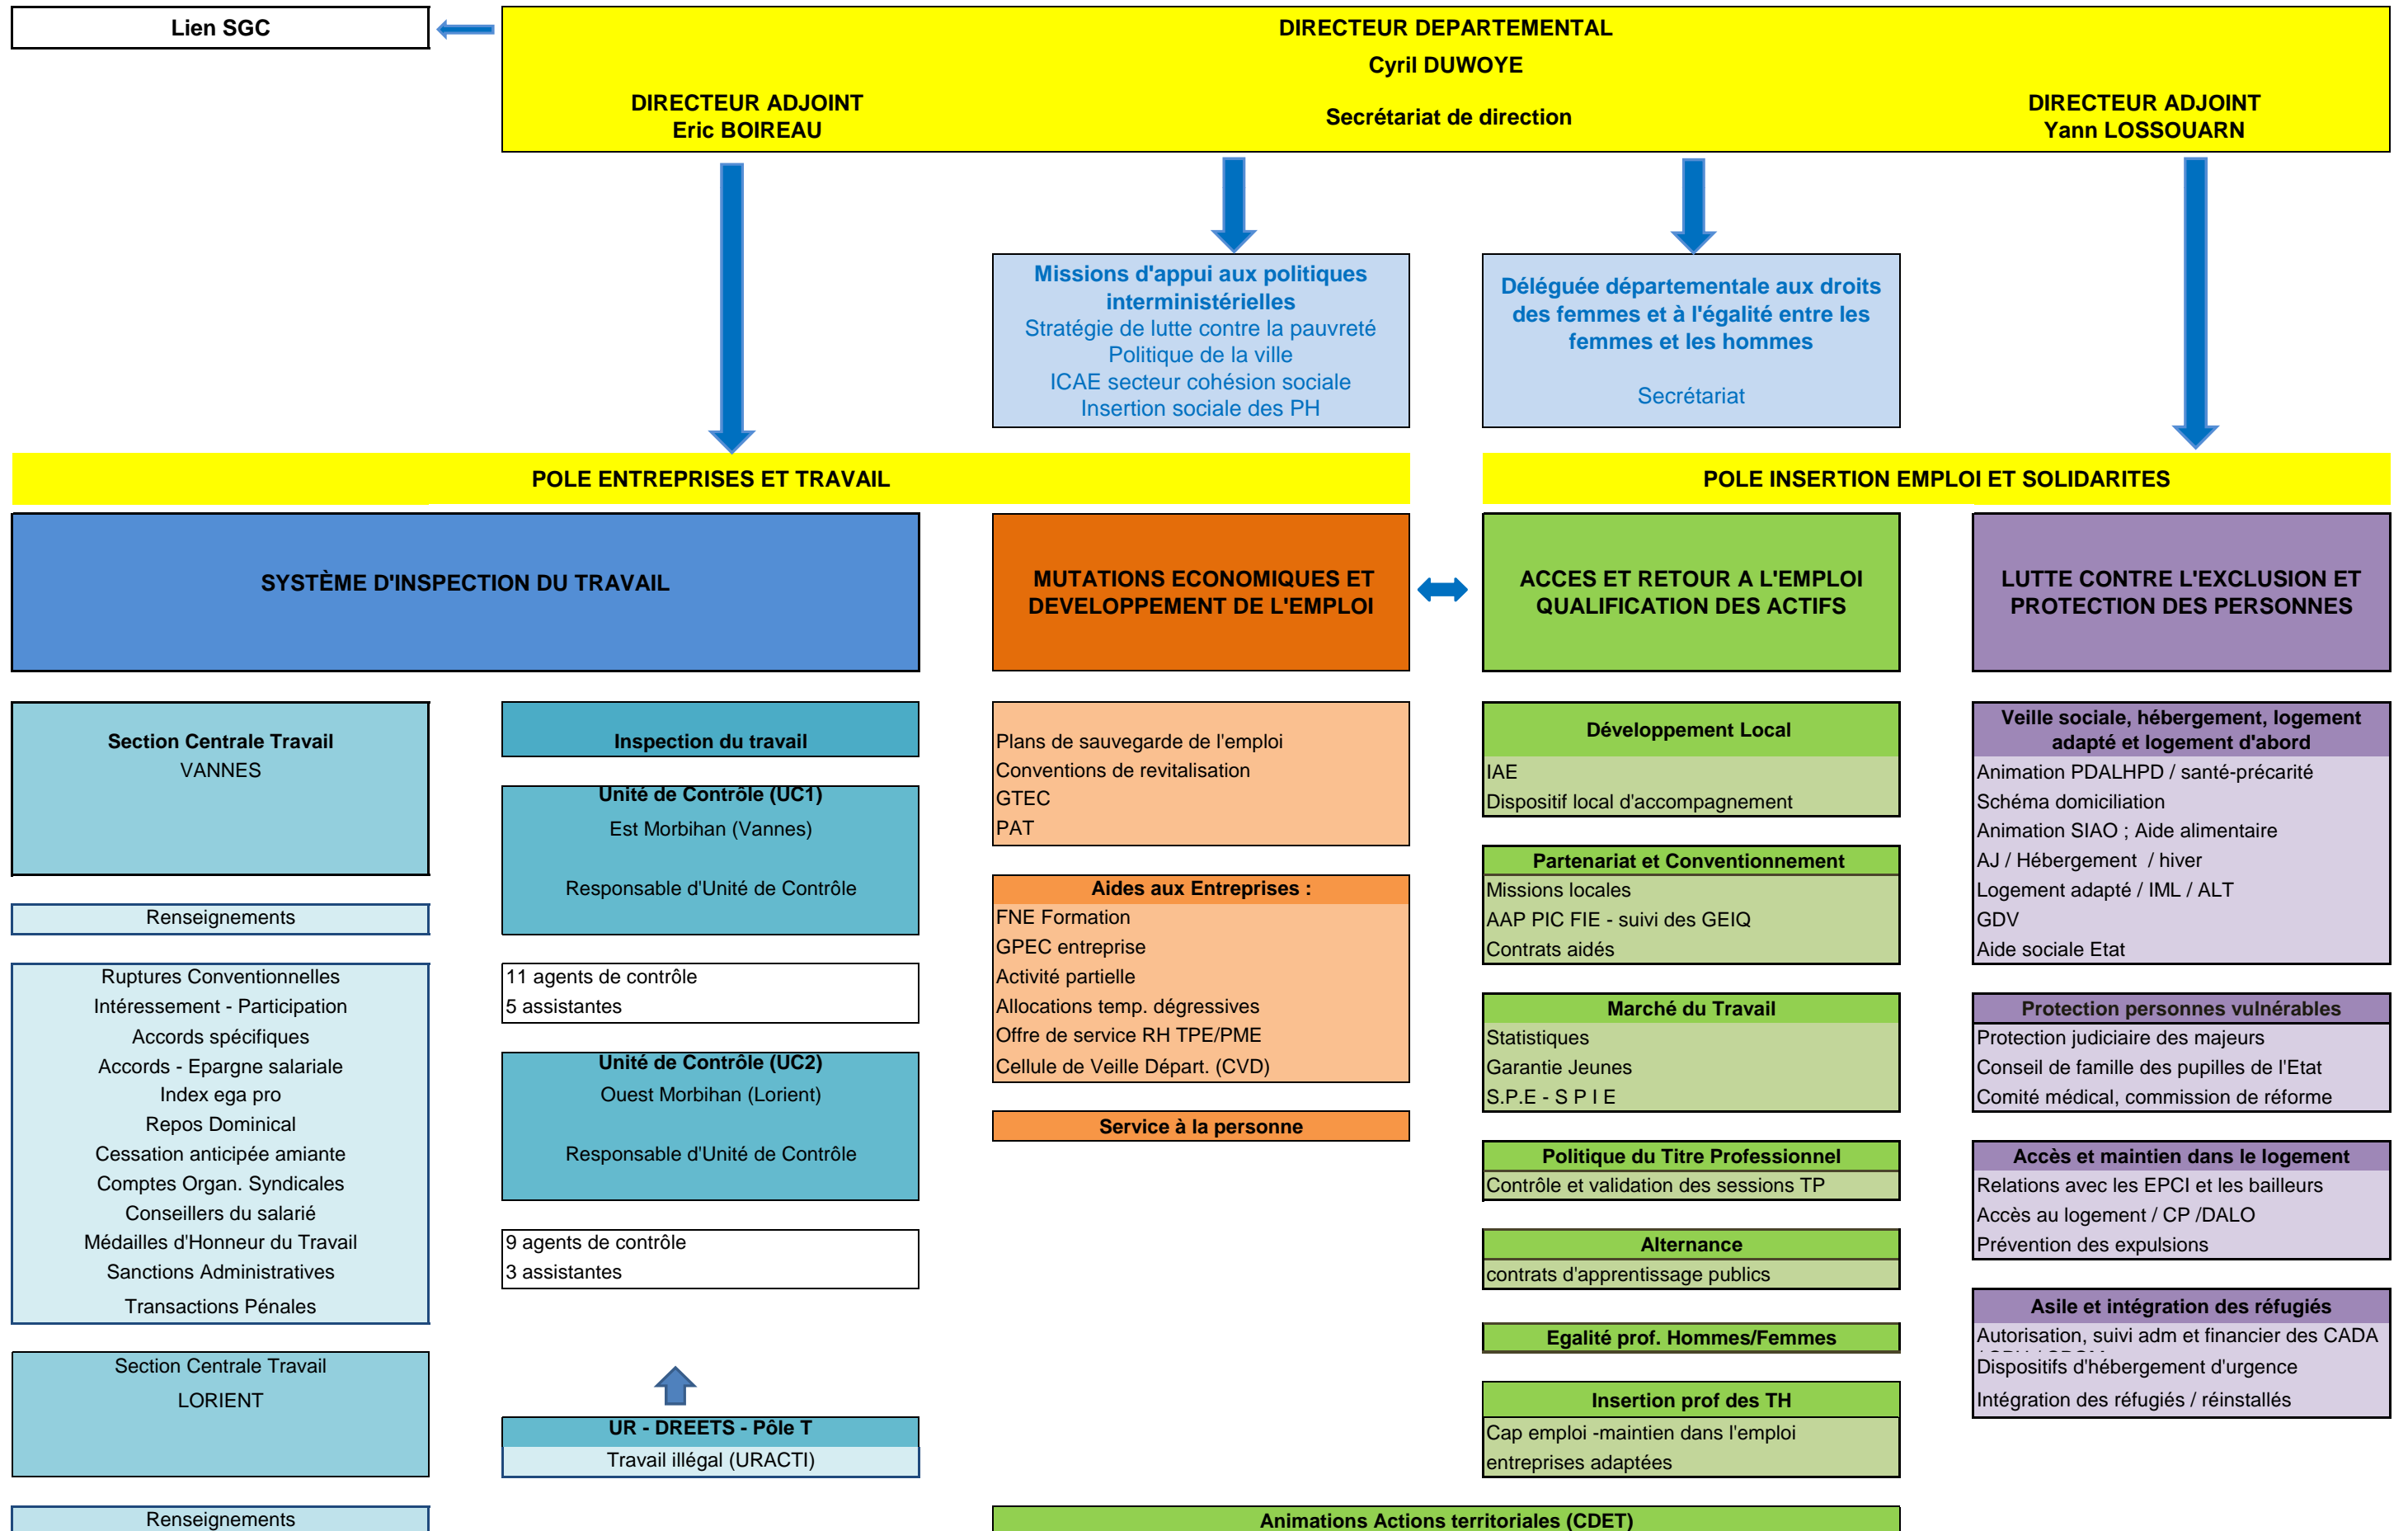 Lien SGC
DIRECTEUR DEPARTEMENTAL
Cyril DUWOYE
DIRECTEUR ADJOINT
Eric BOIREAU
Secrétariat de direction
DIRECTEUR ADJOINT
Yann LOSSOUARN
Missions d'appui aux politiques
interministérielles
Stratégie de lutte contre la pauvreté
Politique de la ville
ICAE secteur cohésion sociale
Insertion sociale des PH
Déléguée départementale aux droits
des femmes et à l'égalité entre les
femmes et les hommes
Secrétariat
POLE ENTREPRISES ET TRAVAIL
POLE INSERTION EMPLOI ET SOLIDARITES
SYSTÈME D'INSPECTION DU TRAVAIL
MUTATIONS ECONOMIQUES ET
DEVELOPPEMENT DE L'EMPLOI
ACCES ET RETOUR A L'EMPLOI
QUALIFICATION DES ACTIFS
LUTTE CONTRE L'EXCLUSION ET
PROTECTION DES PERSONNES
Section Centrale Travail
VANNES
Renseignements
Ruptures Conventionnelles
Intéressement - Participation
Accords spécifiques
Accords - Epargne salariale
Index ega pro
Repos Dominical
Cessation anticipée amiante
Comptes Organ. Syndicales
Conseillers du salarié
Médailles d'Honneur du Travail
Sanctions Administratives
Transactions Pénales
Section Centrale Travail
LORIENT
Renseignements
Inspection du travail
Unité de Contrôle (UC1)
Est Morbihan (Vannes)
Responsable d'Unité de Contrôle
11 agents de contrôle
5 assistantes
Unité de Contrôle (UC2)
Ouest Morbihan (Lorient)
Responsable d'Unité de Contrôle
9 agents de contrôle
3 assistantes
UR - DREETS - Pôle T
Travail illégal (URACTI)
Plans de sauvegarde de l'emploi
Conventions de revitalisation
GTEC
PAT
Aides aux Entreprises :
FNE Formation
GPEC entreprise
Activité partielle
Allocations temp. dégressives
Offre de service RH TPE/PME
Cellule de Veille Départ. (CVD)
Service à la personne
Développement Local
IAE
Dispositif local d'accompagnement
Partenariat et Conventionnement
Missions locales
AAP PIC FIE - suivi des GEIQ
Contrats aidés
Marché du Travail
Statistiques
Garantie Jeunes
S.P.E - S P I E
Politique du Titre Professionnel
Contrôle et validation des sessions TP
Alternance
contrats d'apprentissage publics
Egalité prof. Hommes/Femmes
Insertion prof des TH
Cap emploi -maintien dans l'emploi
entreprises adaptées
Animations Actions territoriales (CDET)
Veille sociale, hébergement, logement
adapté et logement d'abord
Animation PDALHPD / santé-précarité
Schéma domiciliation
Animation SIAO ; Aide alimentaire
AJ / Hébergement / hiver
Logement adapté / IML / ALT
GDV
Aide sociale Etat
Protection personnes vulnérables
Protection judiciaire des majeurs
Conseil de famille des pupilles de l'Etat
Comité médical, commission de réforme
Accès et maintien dans le logement
Relations avec les EPCI et les bailleurs
Accès au logement / CP /DALO
Prévention des expulsions
Asile et intégration des réfugiés
Autorisation, suivi adm et financier des CADA
Dispositifs d'hébergement d'urgence
Intégration des réfugiés / réinstallés